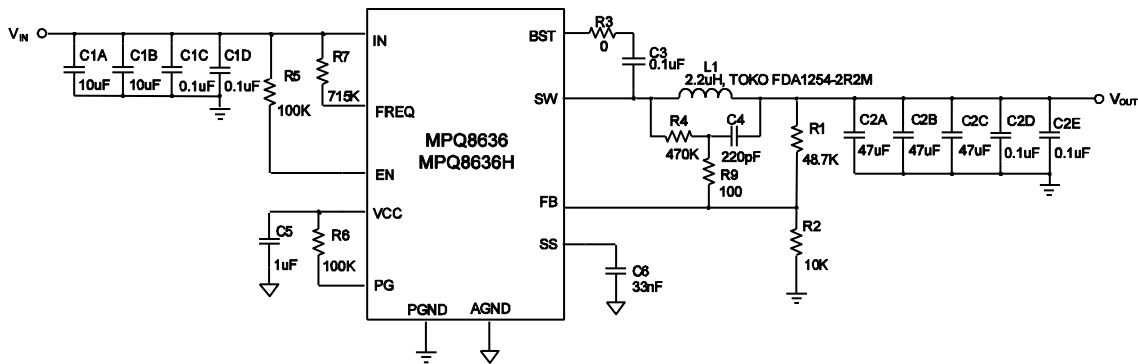 V_IN
C1A
10uF
C1B
10uF
C1C
0.1uF
C1D
0.1uF
R5
100K
R7
715K
IN
FREQ
EN
VCC
PG
PGND
AGND
MPQ8636
MPQ8636H
BST
SW
FB
SS
C5
1uF
R6
100K
R3
0
C3
0.1uF
L1
2.2uH, TOKO FDA1254-2R2M
R4
470K
C4
220pF
R9
100
R1
48.7K
R2
10K
C6
33nF
C2A
47uF
C2B
47uF
C2C
47uF
C2D
0.1uF
C2E
0.1uF
V_OUT